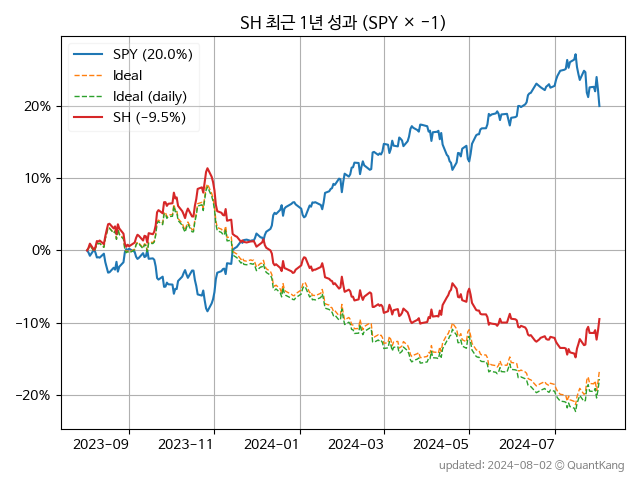 SH 최근 1년 성과 (SPY × −1)
SPY (20.0%)
Ideal
Ideal (daily)
SH (−9.5%)
20%
10%
0%
−10%
−20%
2023-09
2023-11
2024-01
2024-03
2024-05
2024-07
updated: 2024-08-02 © QuantKang